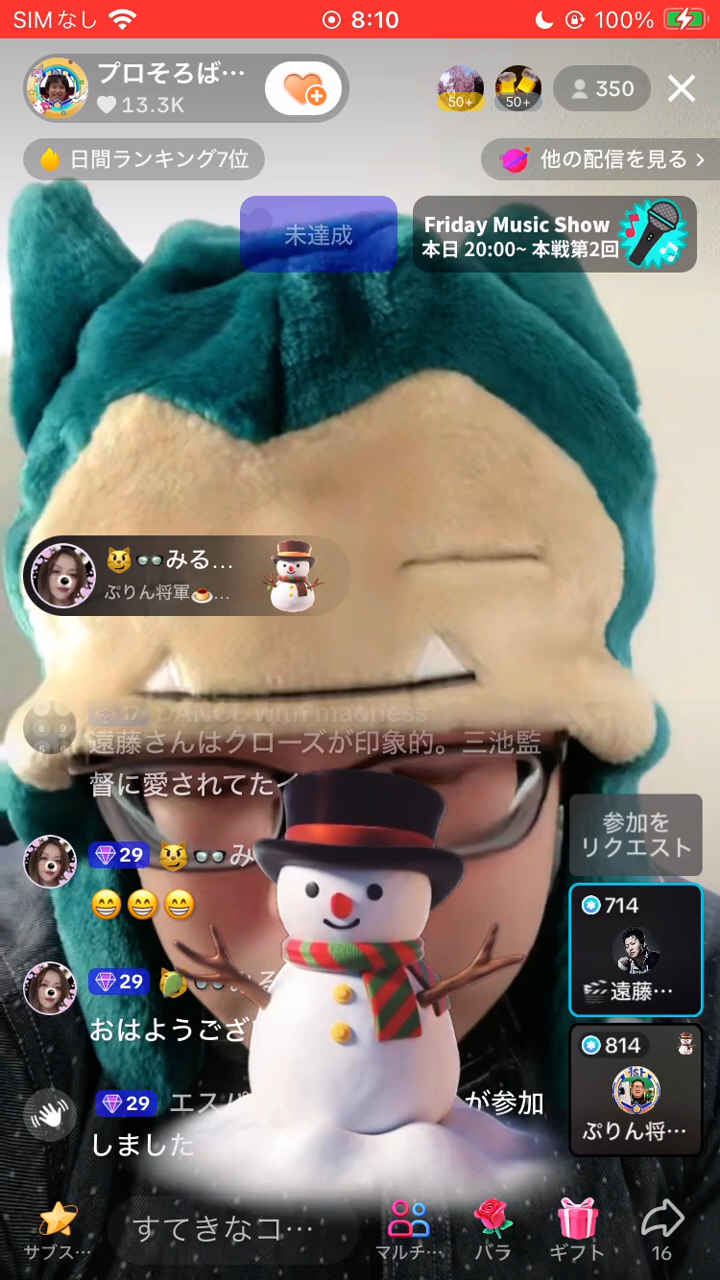 SIMなし 8:10 100%
プロそろば…
13.3K
50+ 50+ 350
日間ランキング7位 他の配信を見る
未達成
Friday Music Show
本日 20:00~ 本戦第2回
みる…
ぷりん将軍…
17 DANCE with madness
遠藤さんはクローズが印象的。三池監
督に愛されてたイ
参加を
リクエスト
29 み
714
遠藤…
29
おはようござ
814
ぷりん将…
29 エス が参加
しました
すてきなコ…
サブス… マルチ… バラ ギフト 16